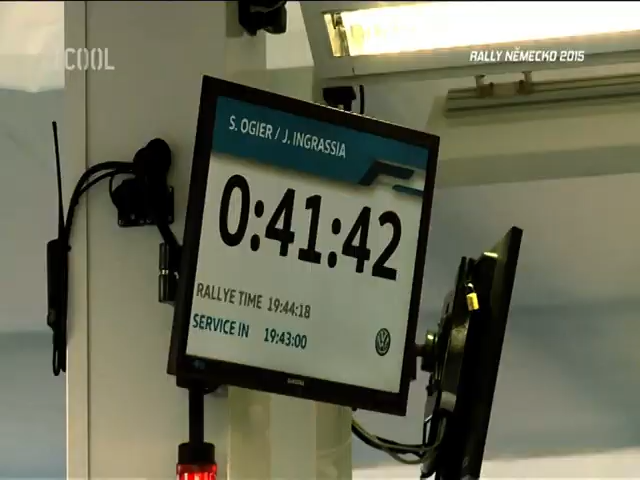 COOL
RALLY NĚMECKO 2015
S. OGIER / J. INGRASSIA
0:41:42
RALLYE TIME 19:44:18
SERVICE IN 19:43:00